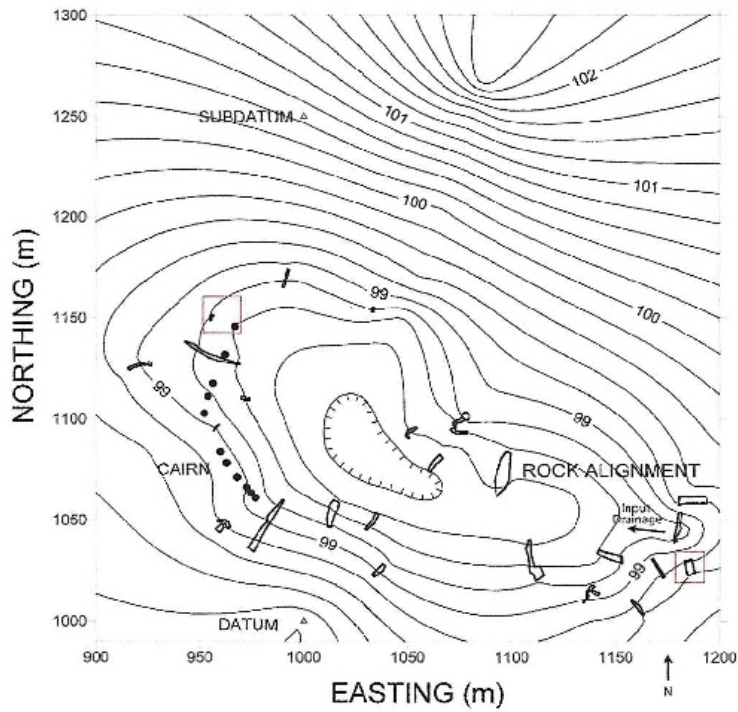 1300
102
SUBDATUM
1250
101
101
1200
100
99
100
1150
NORTHING (m)
99
1100
99
CAIRN
ROCK ALIGNMENT
Input
Drainage
1050
99
99
DATUM
1000
900
950
1000
1050
1100
1150
1200
EASTING (m)
N